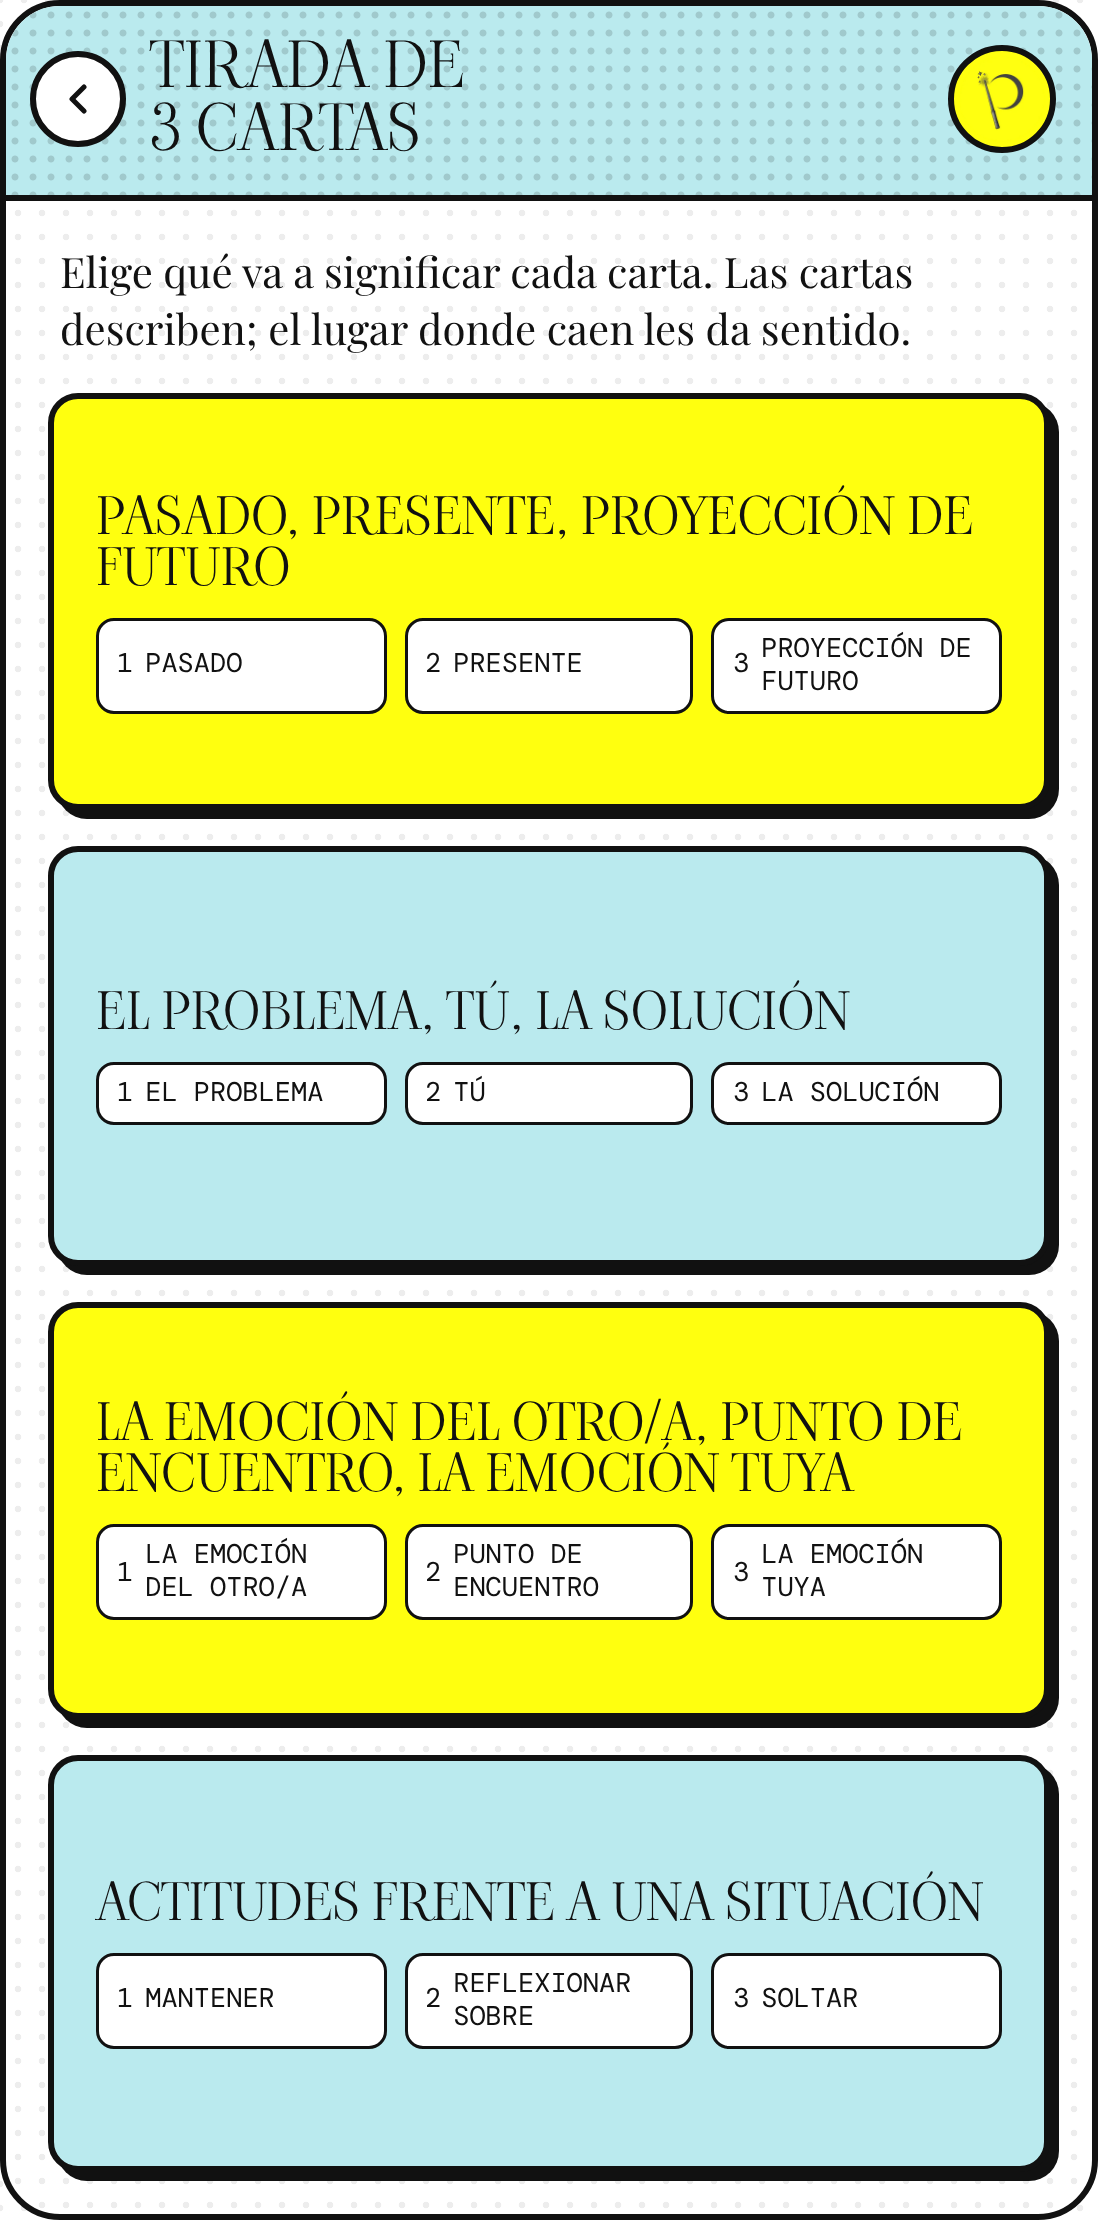 TIRADA DE
3 CARTAS
P
Elige qué va a significar cada carta. Las cartas
describen; el lugar donde caen les da sentido.
PASADO, PRESENTE, PROYECCIÓN DE
FUTURO
1 PASADO
2 PRESENTE
3 PROYECCIÓN DE
FUTURO
EL PROBLEMA, TÚ, LA SOLUCIÓN
1 EL PROBLEMA
2 TÚ
3 LA SOLUCIÓN
LA EMOCIÓN DEL OTRO/A, PUNTO DE
ENCUENTRO, LA EMOCIÓN TUYA
1 LA EMOCIÓN
DEL OTRO/A
2 PUNTO DE
ENCUENTRO
3 LA EMOCIÓN
TUYA
ACTITUDES FRENTE A UNA SITUACIÓN
1 MANTENER
2 REFLEXIONAR
SOBRE
3 SOLTAR